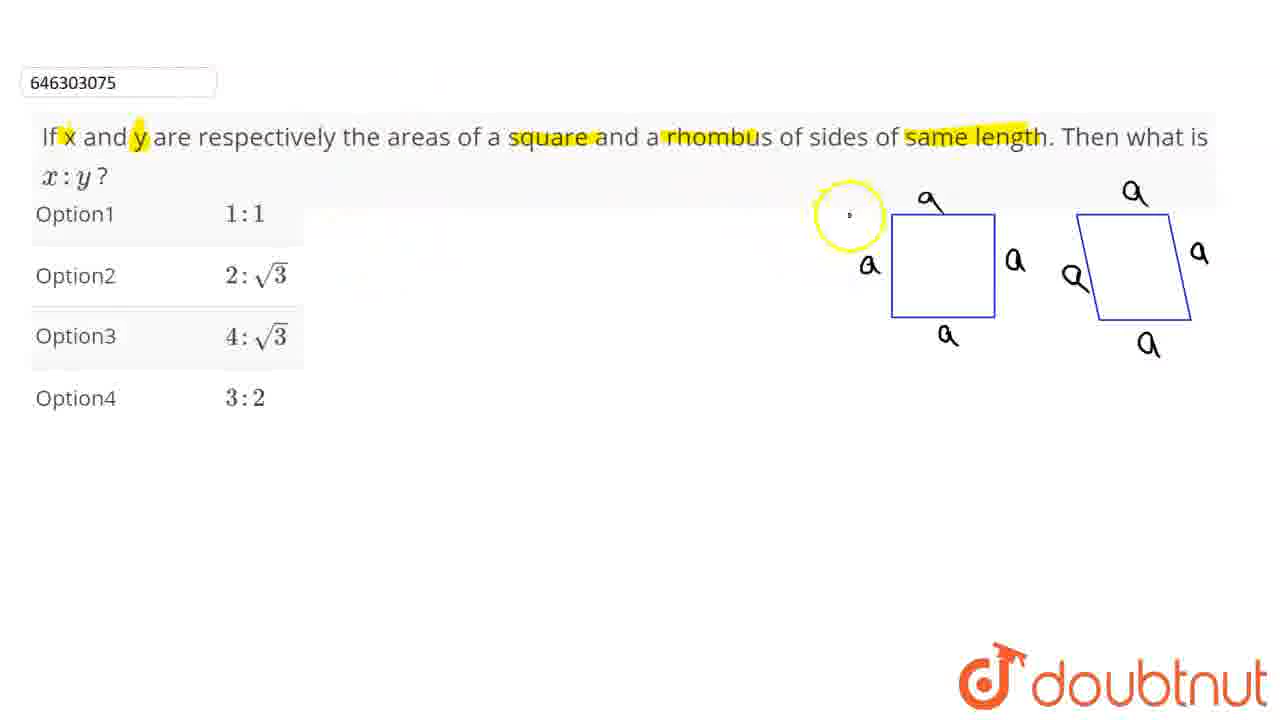 646303075
If x and y are respectively the areas of a square and a rhombus of sides of same length. Then what is
x : y ?
Option1 1 : 1
Option2 2 : √3
Option3 4 : √3
Option4 3 : 2
a
a
a
a
a
a
a
a
doubtnut